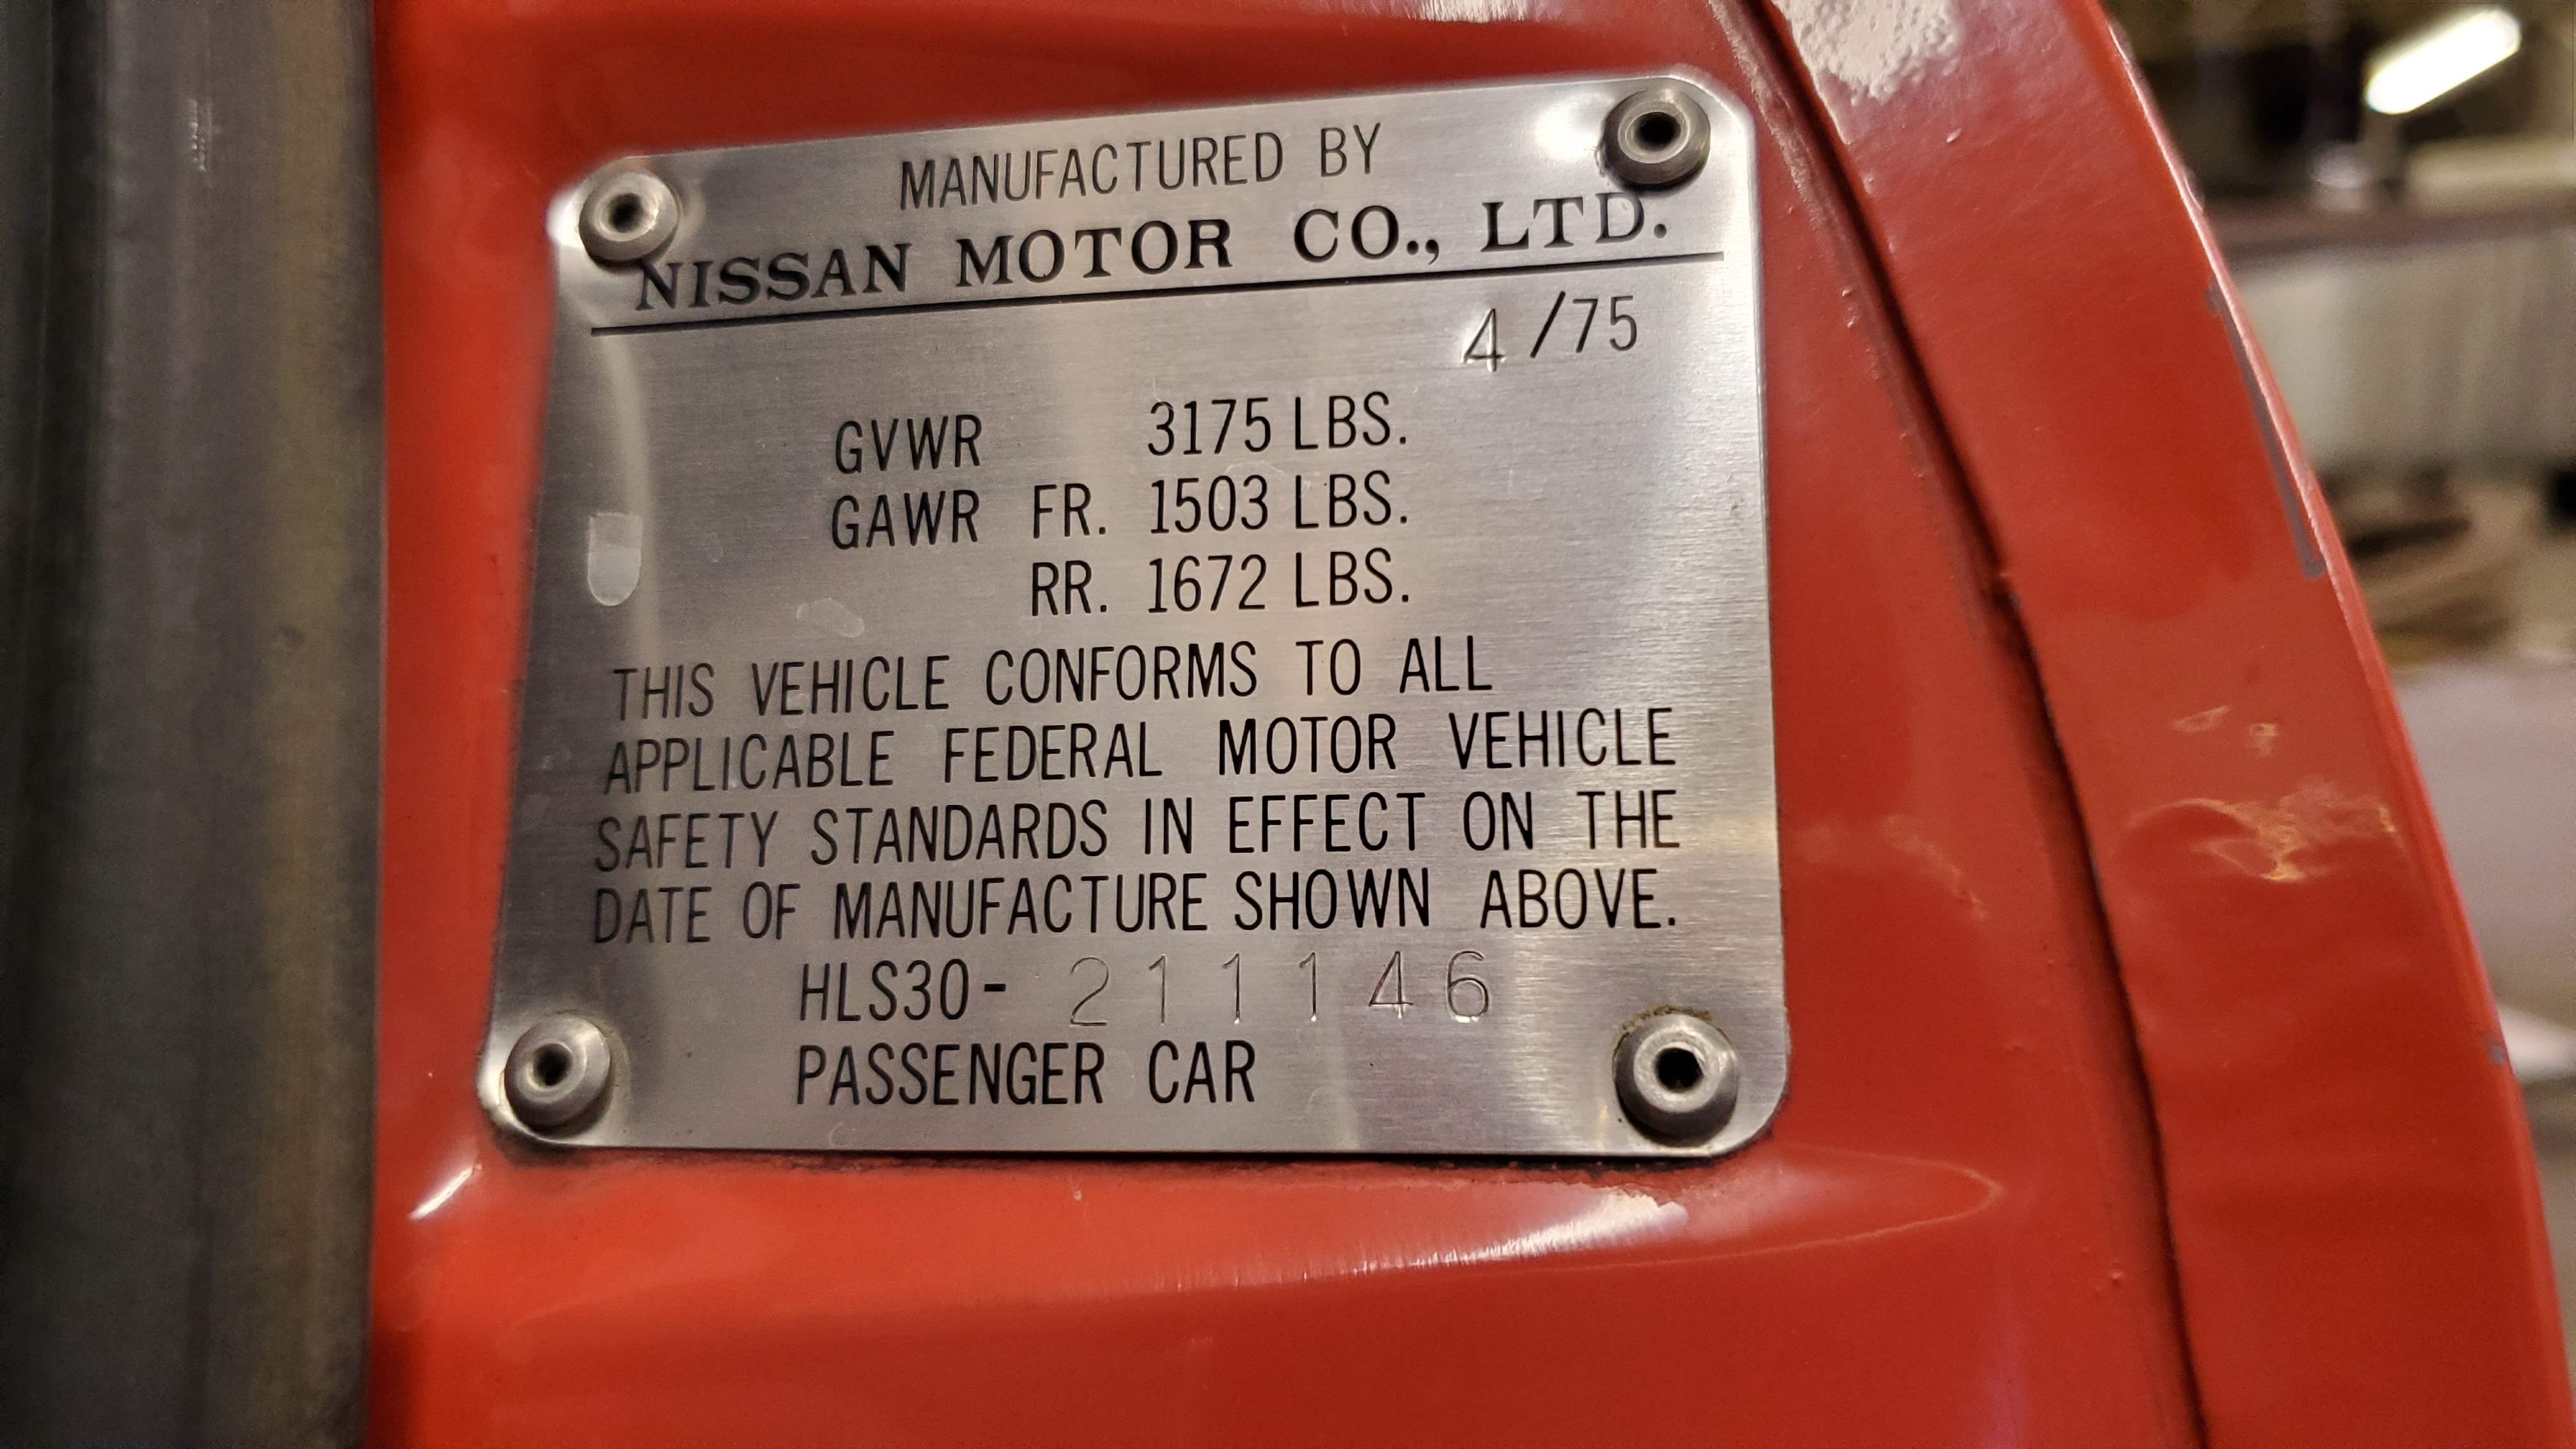 MANUFACTURED BY
NISSAN MOTOR CO., LTD.
4/75
GVWR 3175 LBS.
GAWR FR. 1503 LBS.
RR. 1672 LBS.
THIS VEHICLE CONFORMS TO ALL
APPLICABLE FEDERAL MOTOR VEHICLE
SAFETY STANDARDS IN EFFECT ON THE
DATE OF MANUFACTURE SHOWN ABOVE.
HLS30- 211146
PASSENGER CAR